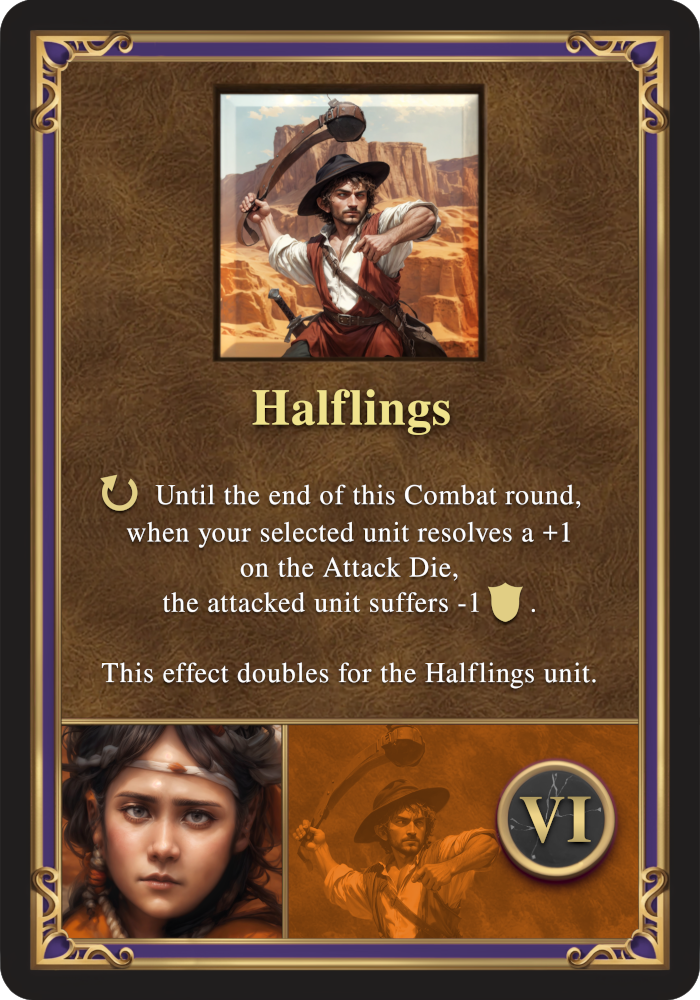 Halflings
Until the end of this Combat round,
when your selected unit resolves a +1
on the Attack Die,
the attacked unit suffers -1 .
This effect doubles for the Halflings unit.
VI